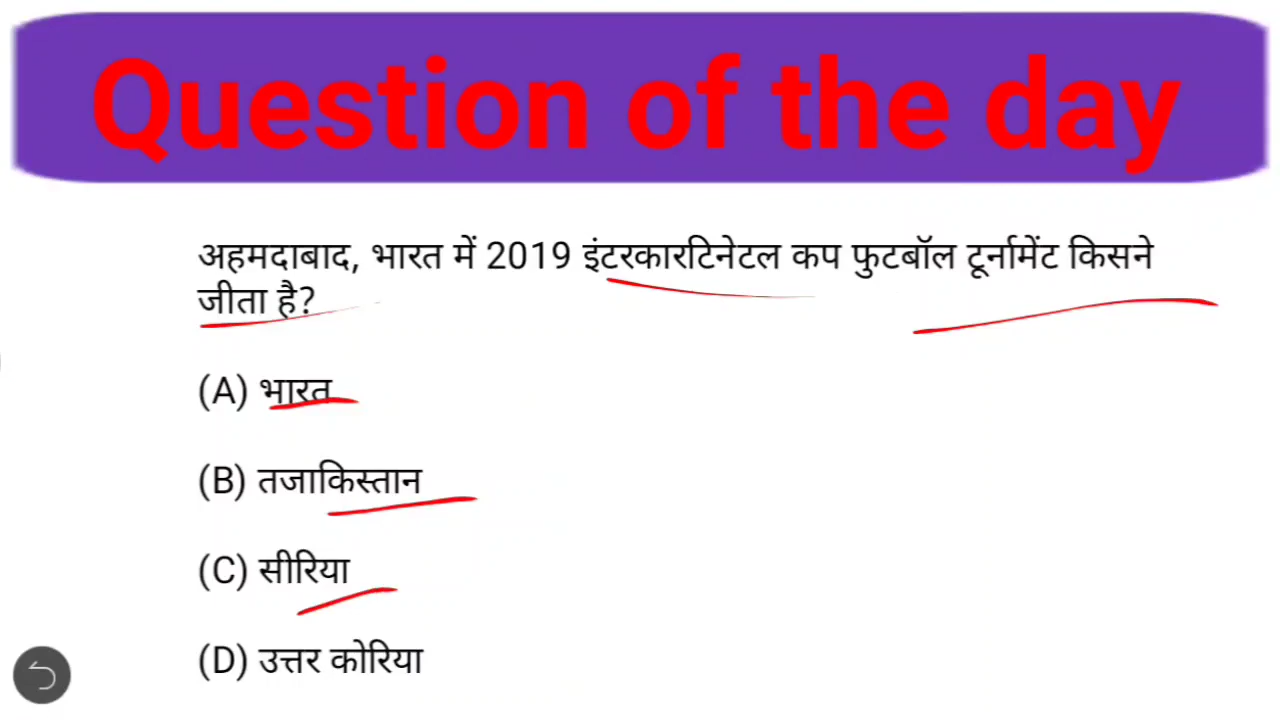 Question of the day
अहमदाबाद, भारत में 2019 इंटरकारटिनेटल कप फुटबॉल टूर्नामेंट किसने
जीता है?
(A) भारत
(B) तजाकिस्तान
(C) सीरिया
(D) उत्तर कोरिया